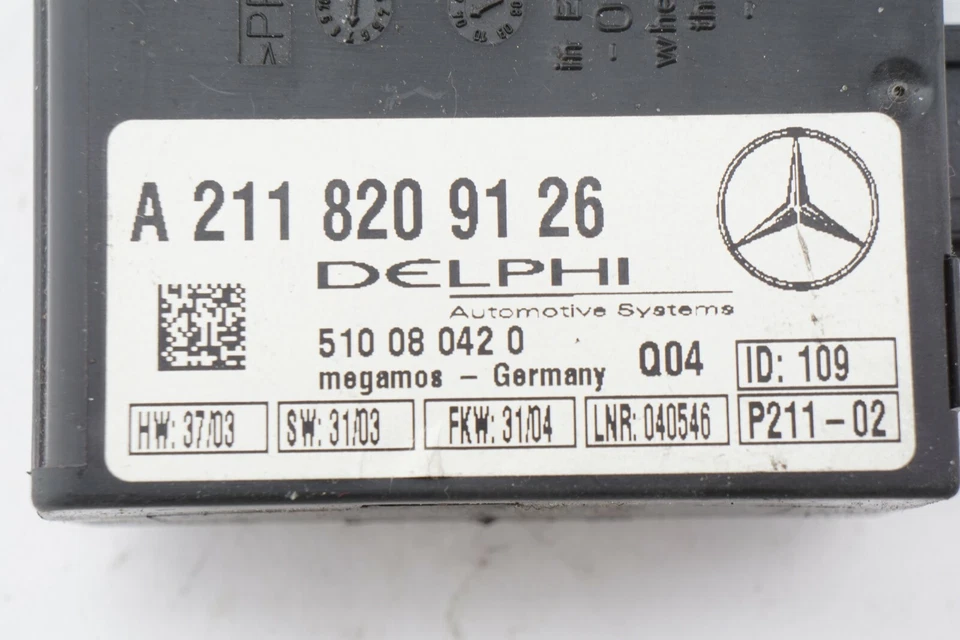 A 211 820 91 26
DELPHI
Automotive Systems
510 08 042 0
megamos - Germany
Q04
ID: 109
HW: 37/03
SW: 31/03
FKW: 31/04
LNR: 040546
P211-02